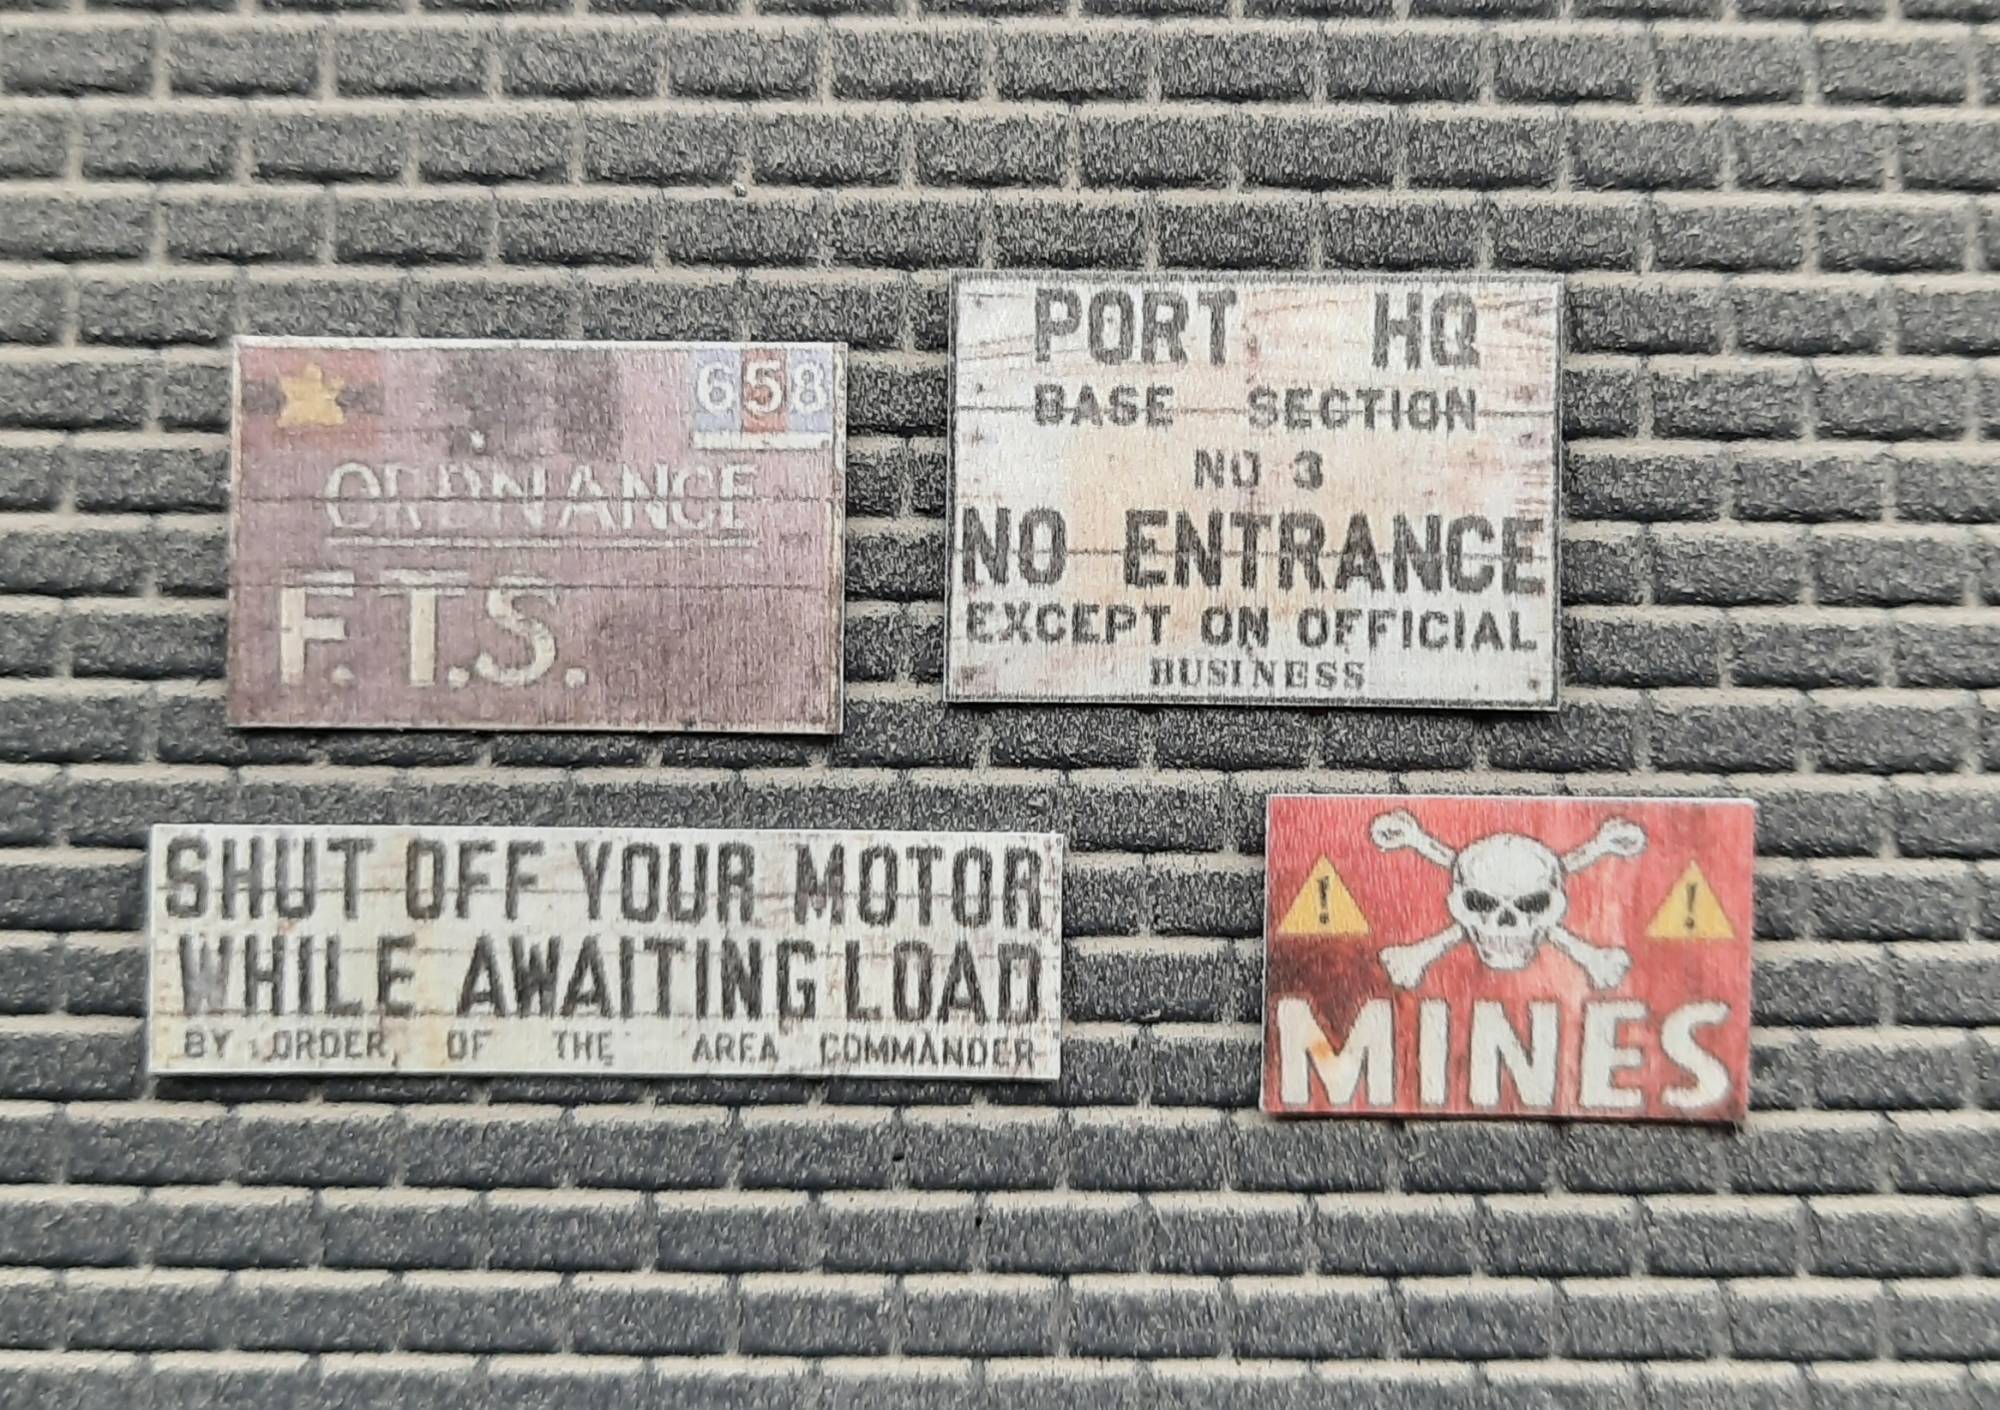 658
ORDNANCE
F.T.S.
PORT HQ
BASE SECTION
NO 3
NO ENTRANCE
EXCEPT ON OFFICIAL
BUSINESS
SHUT OFF YOUR MOTOR
WHILE AWAITING LOAD
BY ORDER, OF THE AREA COMMANDER
!
!
MINES